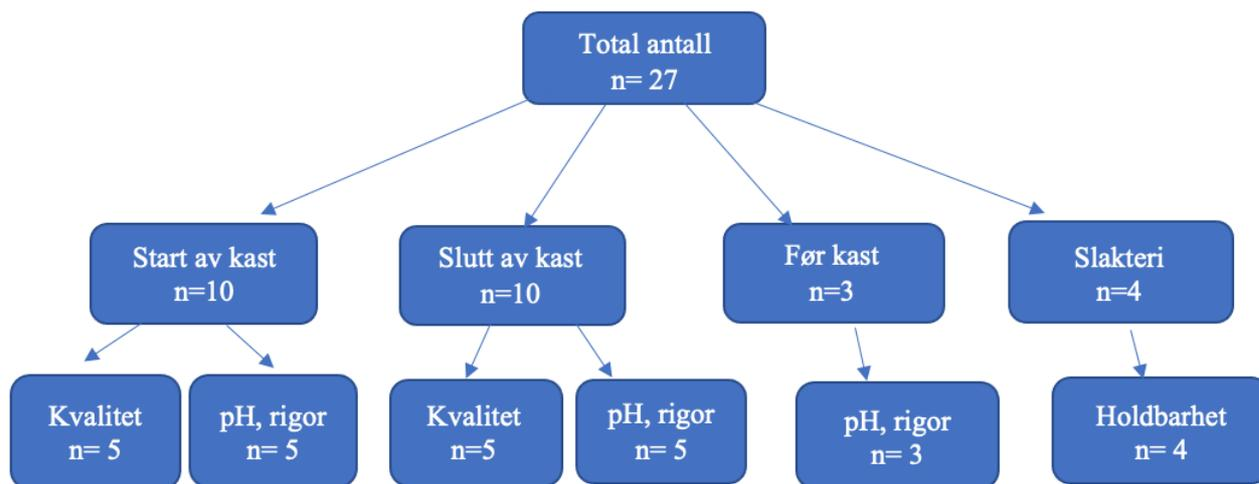 Total antall
n= 27
Start av kast
n=10
Slutt av kast
n=10
Før kast
n=3
Slakteri
n=4
Kvalitet
n= 5
pH, rigor
n= 5
Kvalitet
n=5
pH, rigor
n= 5
pH, rigor
n= 3
Holdbarhet
n= 4